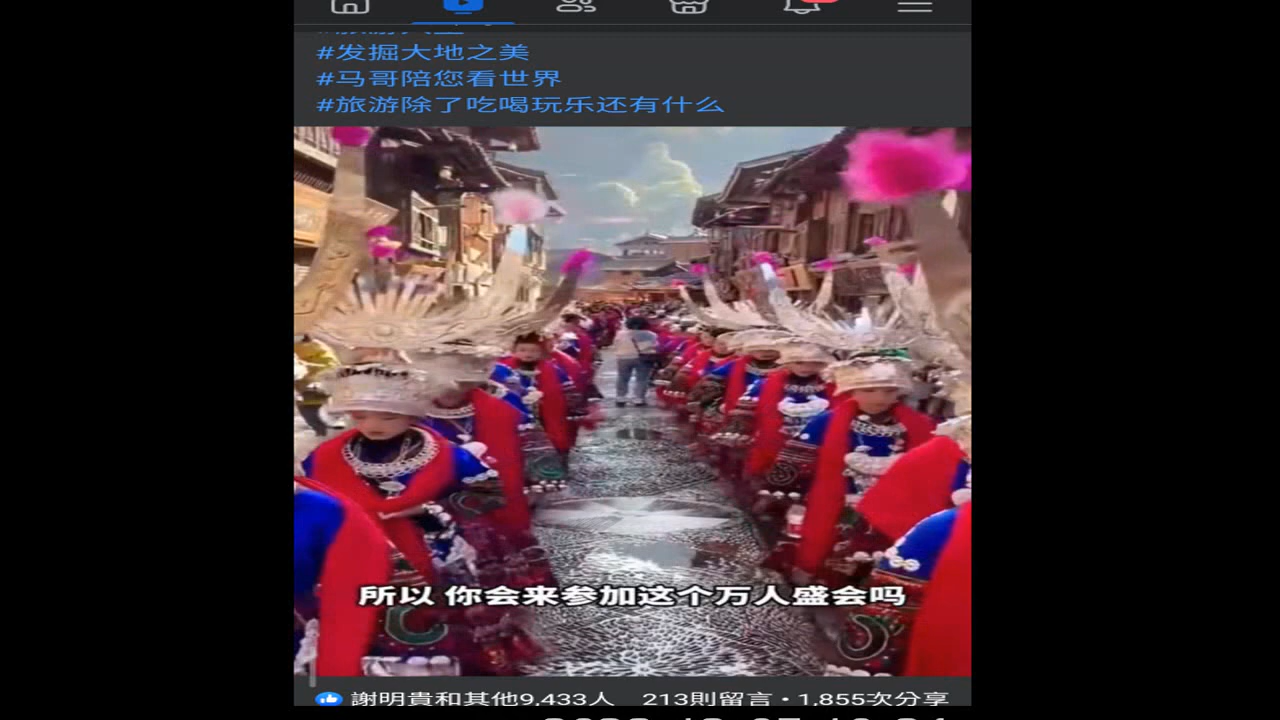 #发掘大地之美
#马哥陪您看世界
#旅游除了吃喝玩乐还有什么
所以 你会来参加这个万人盛会吗
謝明貴和其他9,433人 213則留言・1,855次分享